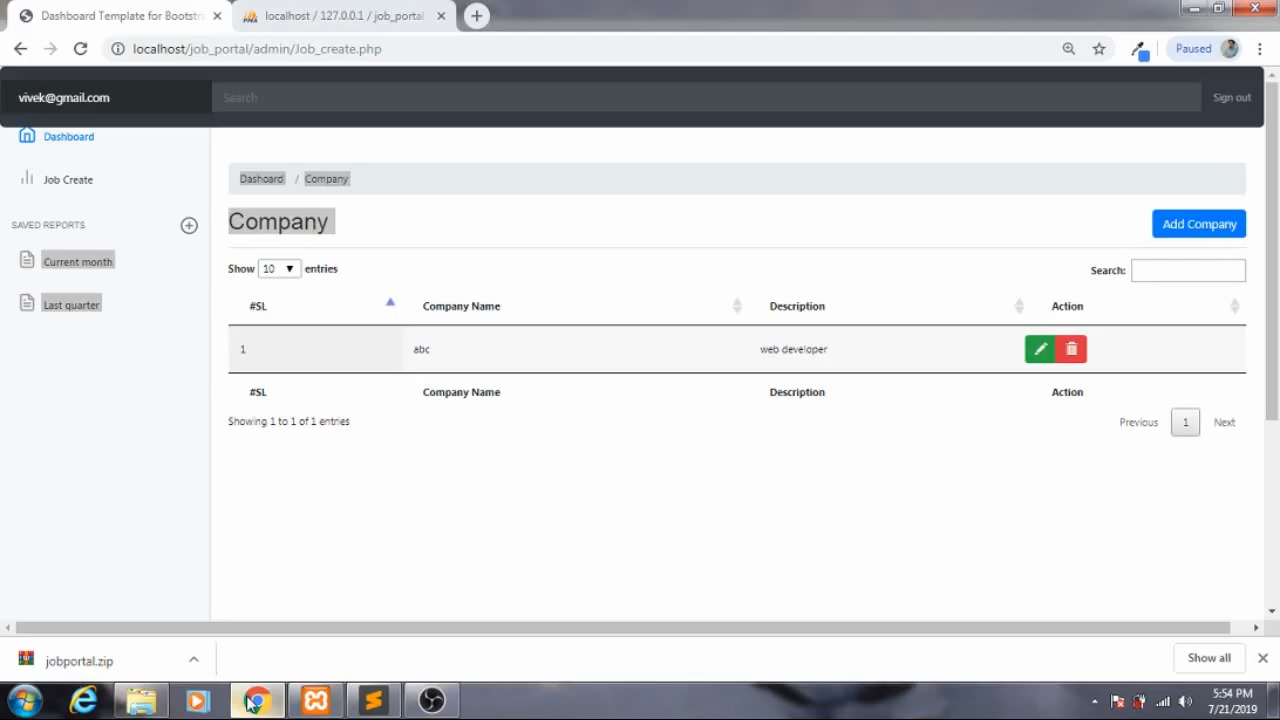 Dashboard Template for Bootstr
localhost / 127.0.0.1 / job_portal
localhost/job_portal/admin/Job_create.php
Paused
vivek@gmail.com
Search
Sign out
Dashboard
Job Create
SAVED REPORTS
Current month
Last quarter
Dashoard / Company
Company
Add Company
Show 10 entries
Search:
#SL Company Name Description Action
1 abc web developer
#SL Company Name Description Action
Showing 1 to 1 of 1 entries
Previous 1 Next
jobportal.zip
Show all
5:54 PM
7/21/2019